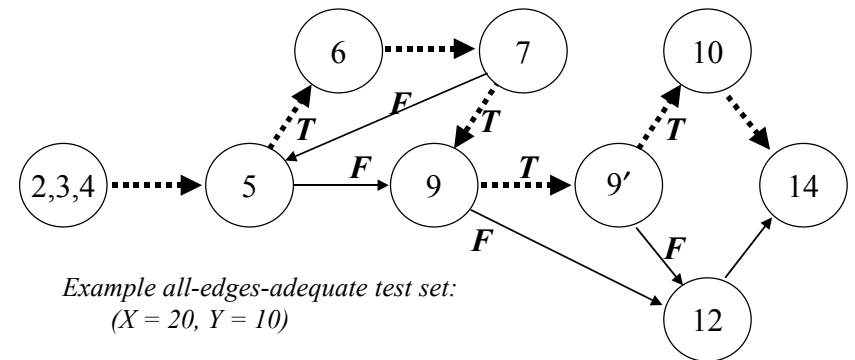 6 7 10
F T T T
2,3,4 5 F 9 T 9′ 14
F F
Example all-edges-adequate test set:
(X = 20, Y = 10)
12